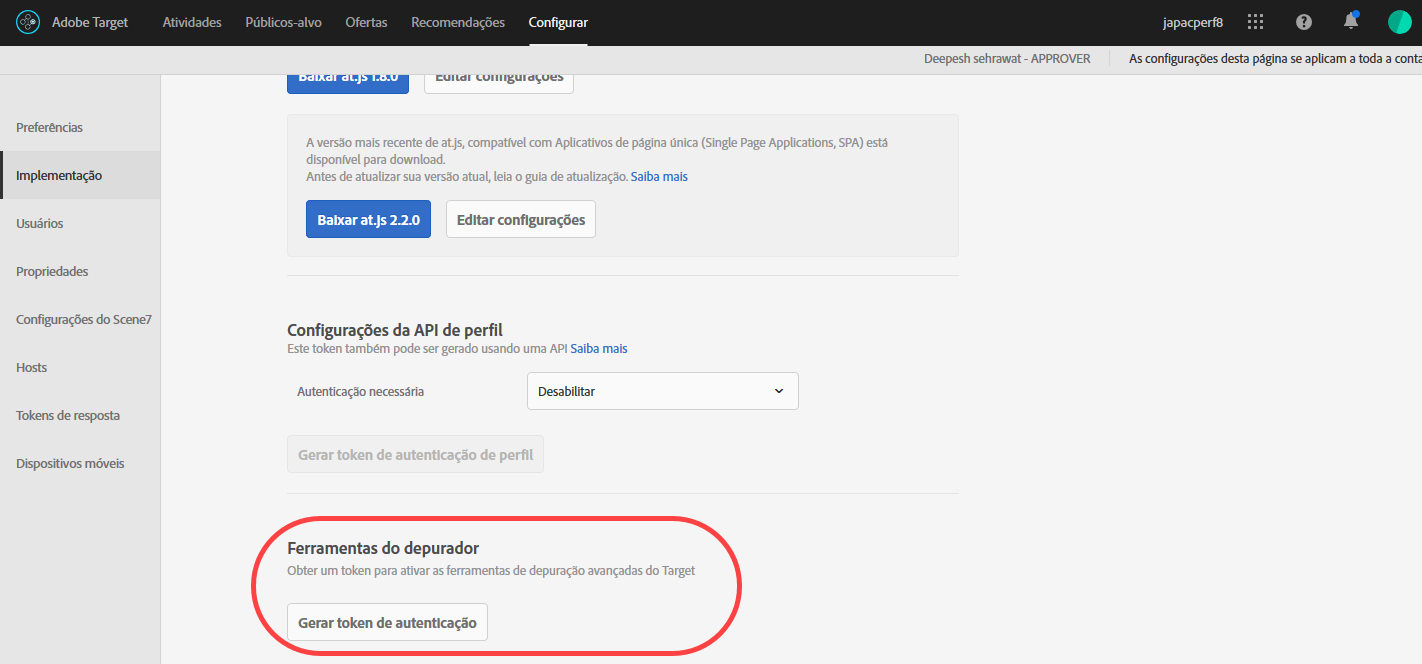 Adobe Target Atividades Públicos-alvo Ofertas Recomendações Configurar japacperf8
Deepesh sehrawat - APPROVER As configurações desta página se aplicam a toda a conta
Preferências
Implementação
Usuários
Propriedades
Configurações do Scene7
Hosts
Tokens de resposta
Dispositivos móveis
Baixar at.js 1.8.0 Editar configurações
A versão mais recente de at.js, compatível com Aplicativos de página única (Single Page Applications, SPA) está
disponível para download.
Antes de atualizar sua versão atual, leia o guia de atualização. Saiba mais
Baixar at.js 2.2.0 Editar configurações
Configurações da API de perfil
Este token também pode ser gerado usando uma API Saiba mais
Autenticação necessária Desabilitar
Gerar token de autenticação de perfil
Ferramentas do depurador
Obter um token para ativar as ferramentas de depuração avançadas do Target
Gerar token de autenticação